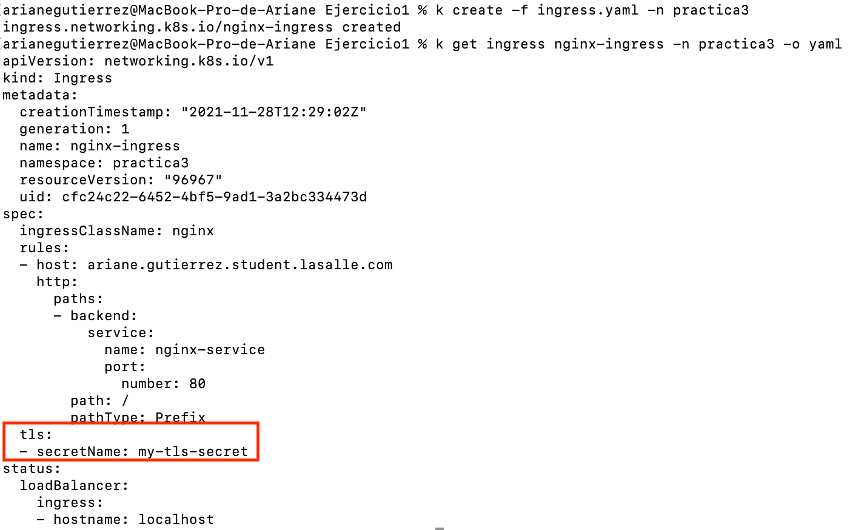 [arianegutierrez@MacBook-Pro-de-Ariane Ejercicio1 % k create -f ingress.yaml -n practica3
ingress.networking.k8s.io/nginx-ingress created
[arianegutierrez@MacBook-Pro-de-Ariane Ejercicio1 % k get ingress nginx-ingress -n practica3 -o yaml
apiVersion: networking.k8s.io/v1
kind: Ingress
metadata:
  creationTimestamp: "2021-11-28T12:29:02Z"
  generation: 1
  name: nginx-ingress
  namespace: practica3
  resourceVersion: "96967"
  uid: cfc24c22-6452-4bf5-9ad1-3a2bc334473d
spec:
  ingressClassName: nginx
  rules:
  - host: ariane.gutierrez.student.lasalle.com
    http:
      paths:
      - backend:
          service:
            name: nginx-service
            port:
              number: 80
        path: /
        pathType: Prefix
  tls:
  - secretName: my-tls-secret
status:
  loadBalancer:
    ingress:
    - hostname: localhost